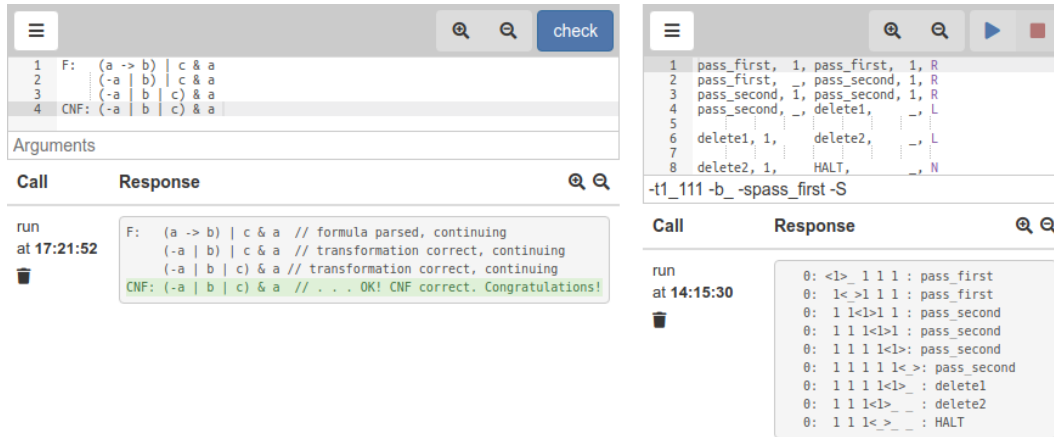 check
1 F: (a -> b) | c & a
2 (-a | b) | c & a
3 (-a | b | c) & a
4 CNF: (-a | b | c) & a
Arguments
Call Response
run
at 17:21:52
F: (a -> b) | c & a // formula parsed, continuing
(-a | b) | c & a // transformation correct, continuing
(-a | b | c) & a // transformation correct, continuing
CNF: (-a | b | c) & a // . . . OK! CNF correct. Congratulations!
1 pass_first, 1, pass_first, 1, R
2 pass_first, _, pass_second, 1, R
3 pass_second, 1, pass_second, 1, R
4 pass_second, _, delete1, _, L
5
6 delete1, 1, delete2, _, L
7
8 delete2, 1, HALT, _, N
-t1_111 -b_ -spass_first -S
Call Response
run
at 14:15:30
0: <1>_ 1 1 1 : pass_first
0: 1<_>1 1 1 : pass_first
0: 1 1<1>1 1 : pass_second
0: 1 1 1<1>1 : pass_second
0: 1 1 1 1<1>: pass_second
0: 1 1 1 1 1<_>: pass_second
0: 1 1 1 1<1>_ : delete1
0: 1 1 1<1>_ _ : delete2
0: 1 1 1<_>_ _ : HALT